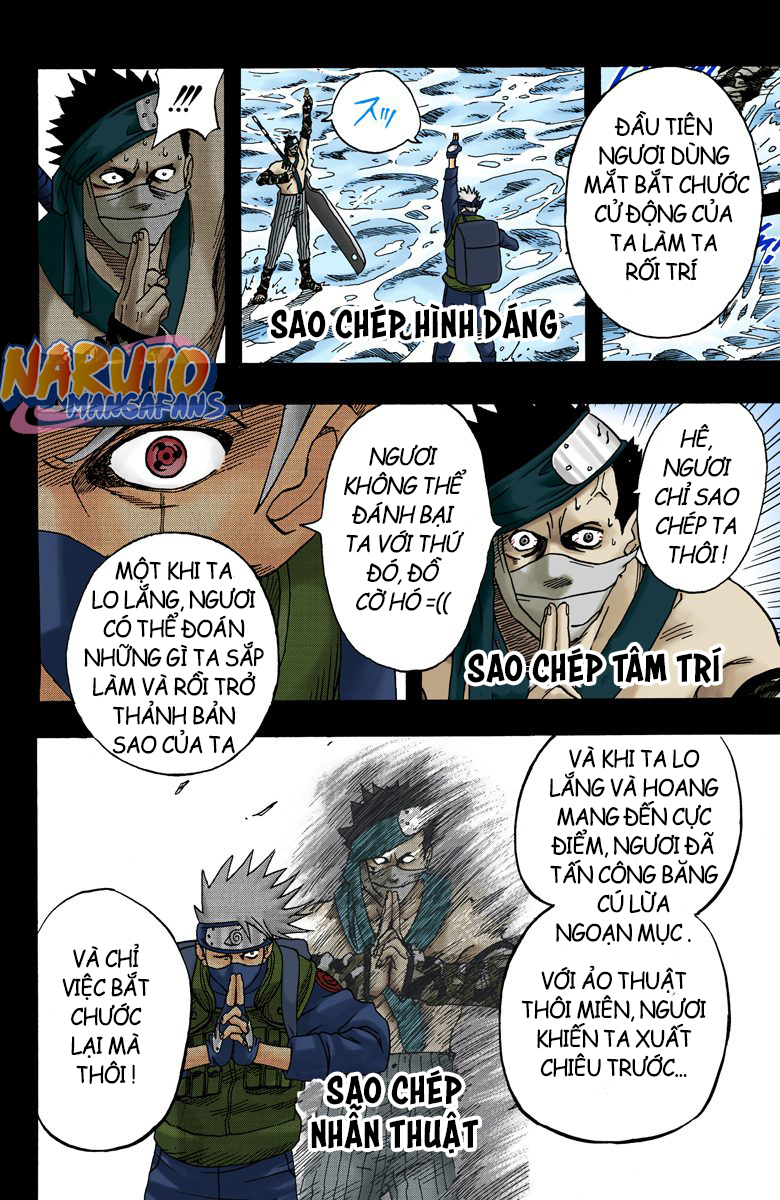 ĐẦU TIÊN
NGƯƠI DÙNG
MẮT BẮT CHƯỚC
CỬ ĐỘNG CỦA
TA LÀM TA
RỐI TRÍ
スッ
SAO CHÉP HÌNH DÁNG
!!!
NARUTO
MANGAFANS
HÊ,
NGƯƠI
CHỈ SAO
CHÉP TA
THÔI !
NGƯƠI
KHÔNG THỂ
ĐÁNH BẠI
TA VỚI THỨ
ĐÓ, ĐỒ
CỜ HÓ =((
SAO CHÉP TÂM TRÍ
MỘT KHI TA
LO LẮNG, NGƯƠI
CÓ THỂ ĐOÁN
NHỮNG GÌ TA SẮP
LÀM VÀ RỒI TRỞ
THẢNH BẢN
SAO CỦA TA
VÀ KHI TA LO
LẮNG VÀ HOANG
MANG ĐẾN CỰC
ĐIỂM, NGƯƠI ĐÃ
TẤN CÔNG BĂNG
CÚ LỪA
NGOẠN MỤC .
VỚI ẢO THUẬT
THÔI MIÊN, NGƯƠI
KHIẾN TA XUẤT
CHIÊU TRƯỚC...
VÀ CHỈ
VIỆC BẮT
CHƯỚC
LẠI MÀ
THÔI !
SAO CHÉP
NHẪN THUẬT